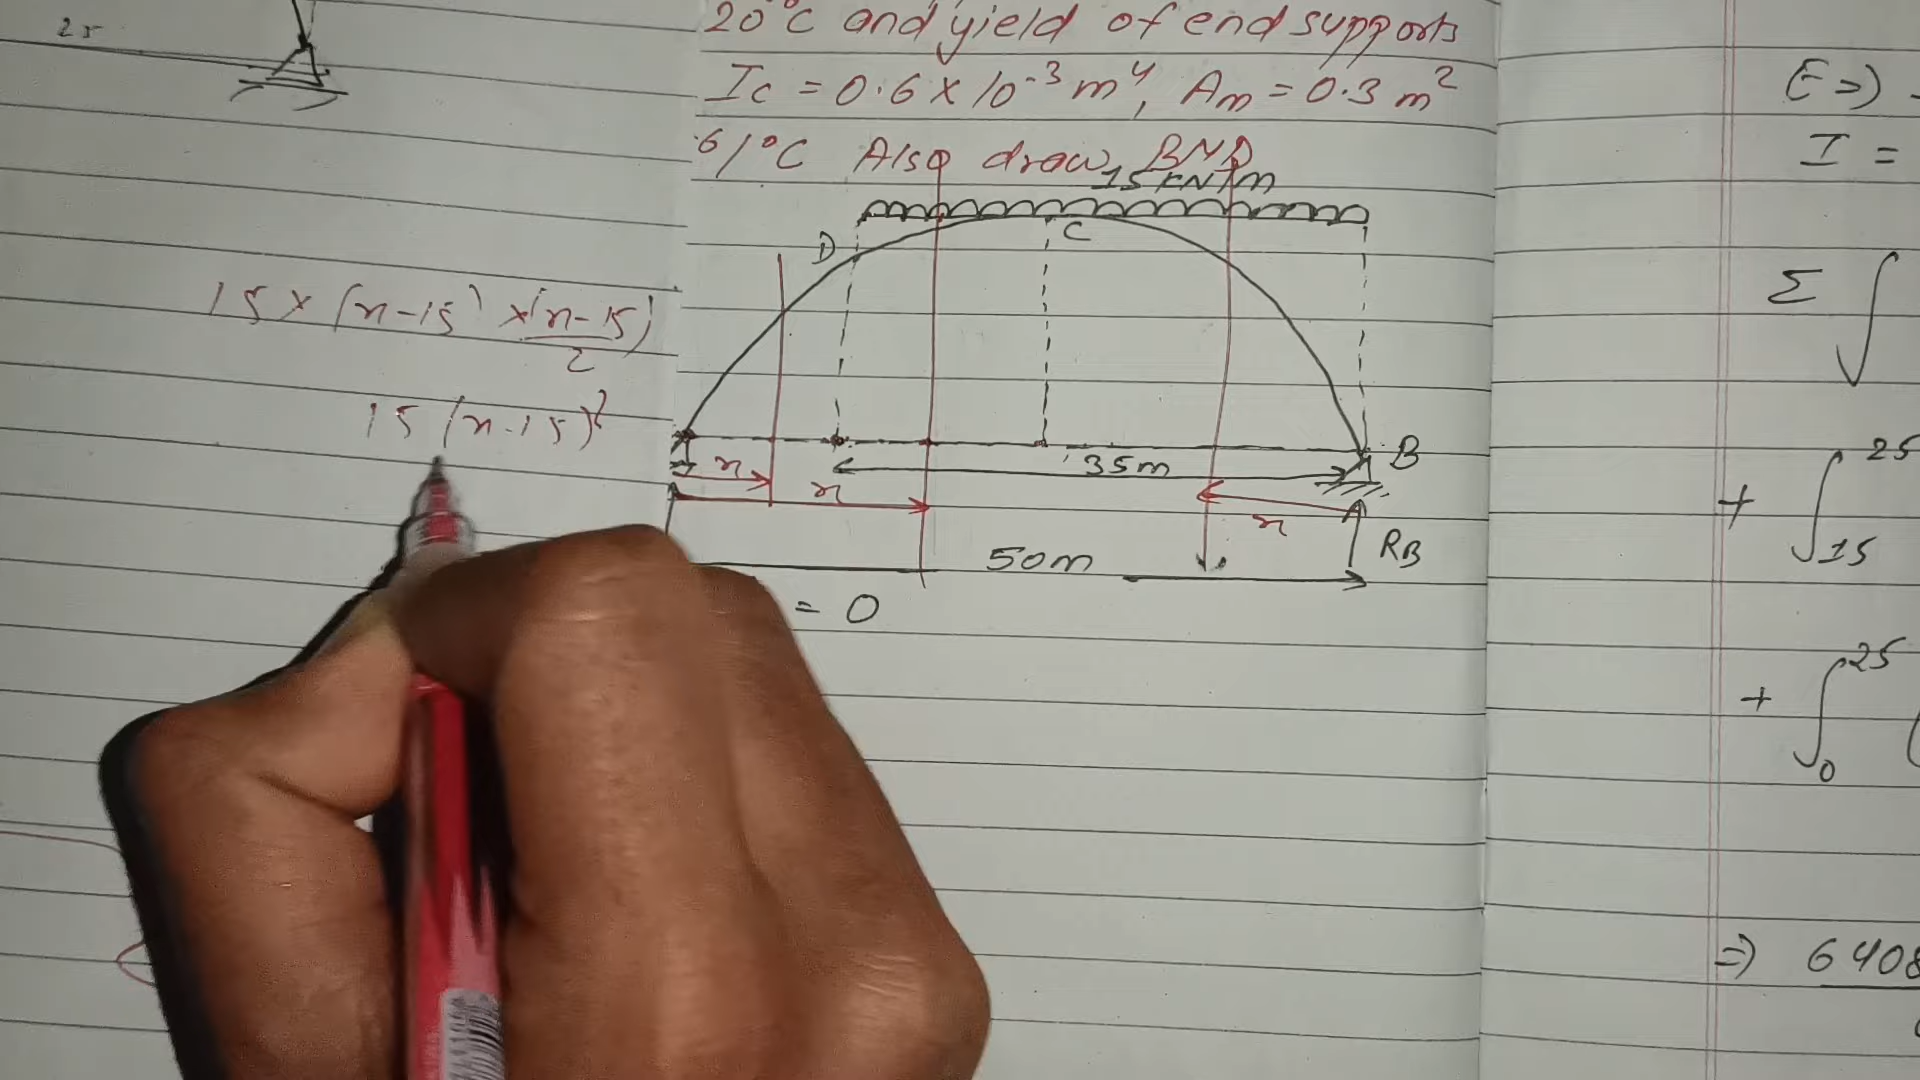 25
20°C and yield of end supports
Ic = 0.6 x 10-3 m4, Am = 0.3 m2
6/°C Also draw BMD
15 kN/m
D
C
15 x (x-15) x (x-15)
2
15 (x-15)2
x
x
35m
x
B
50m
RB
= 0
(E =)
I =
Σ ∫
+ ∫ 25
15
+ ∫ 25
0
=) 6408